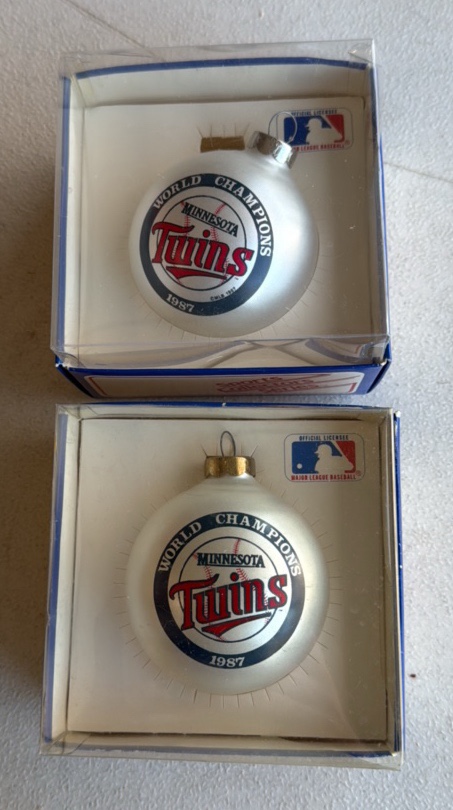 OFFICIAL LICENSEE
MAJOR LEAGUE BASEBALL
WORLD CHAMPIONS
MINNESOTA
Twins
1987
OFFICIAL LICENSEE
MAJOR LEAGUE BASEBALL
WORLD CHAMPIONS
MINNESOTA
Twins
1987